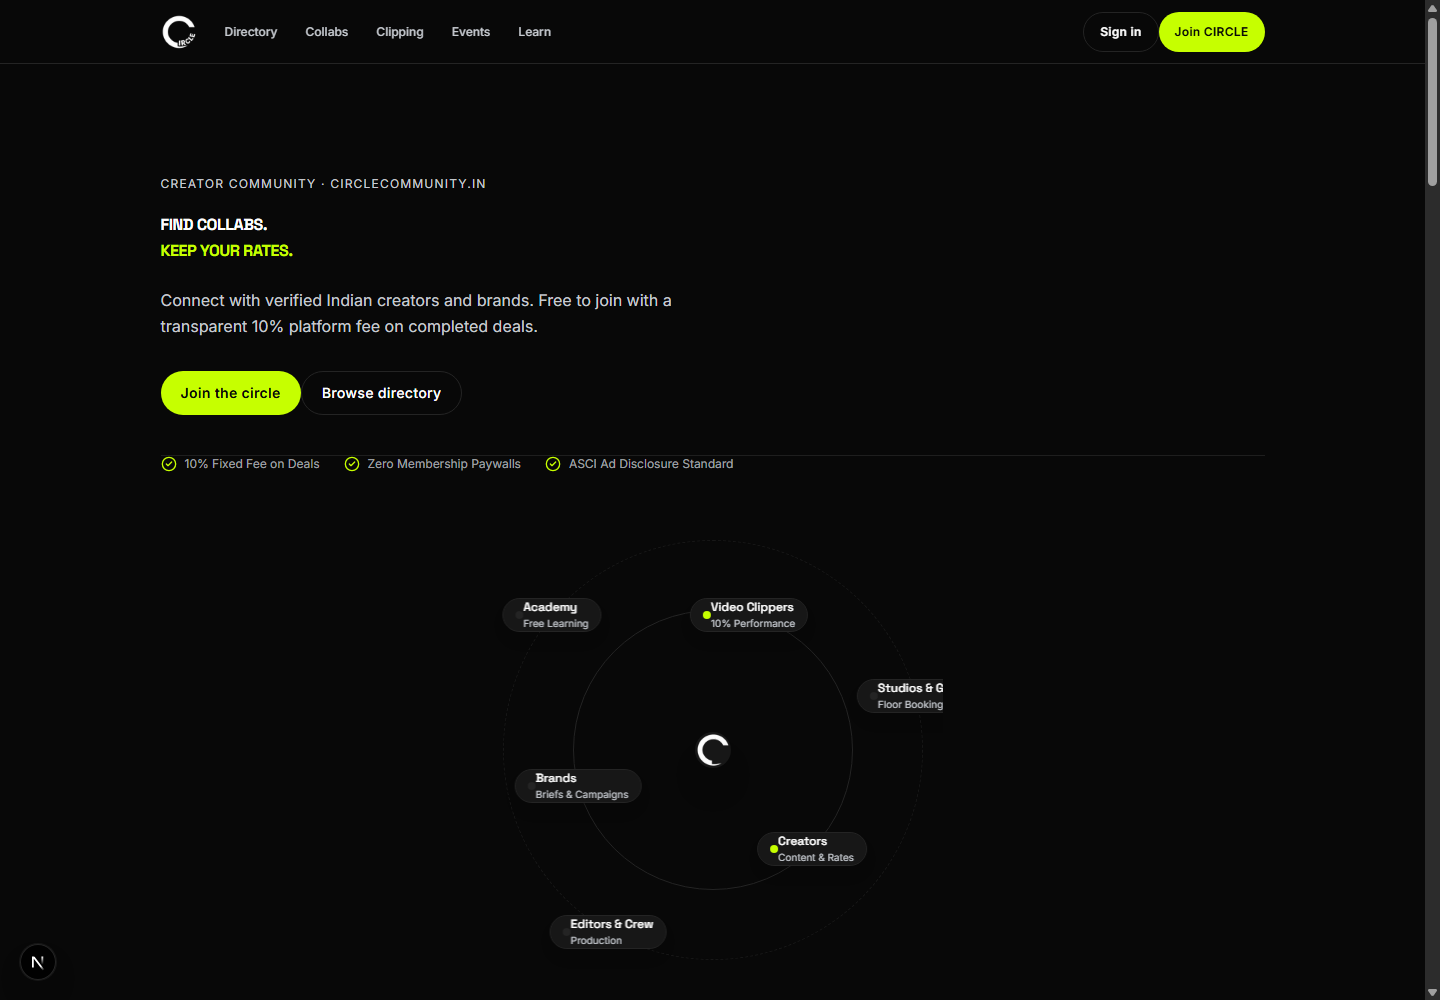 IRCLE
Directory
Collabs
Clipping
Events
Learn
Sign in
Join CIRCLE
CREATOR COMMUNITY · CIRCLECOMMUNITY.IN
FIND COLLABS.
KEEP YOUR RATES.
Connect with verified Indian creators and brands. Free to join with a
transparent 10% platform fee on completed deals.
Join the circle
Browse directory
10% Fixed Fee on Deals
Zero Membership Paywalls
ASCI Ad Disclosure Standard
Academy
Free Learning
Video Clippers
10% Performance
Studios & G
Floor Booking
Brands
Briefs & Campaigns
Creators
Content & Rates
Editors & Crew
Production
N